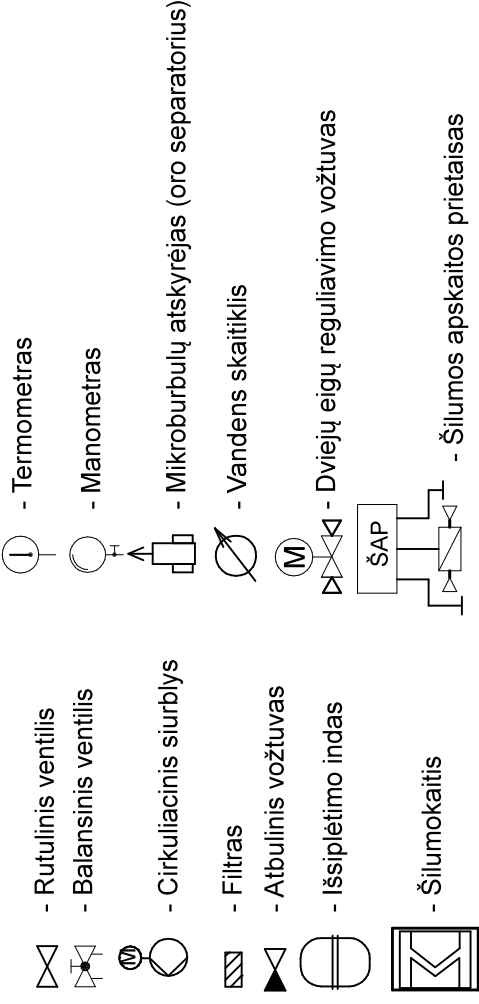 - Rutulinis ventilis
- Balansinis ventilis
M
- Cirkuliacinis siurblys
- Filtras
- Atbulinis vožtuvas
- Išsiplėtimo indas
- Šilumokaitis
- Termometras
- Manometras
- Mikroburbulų atskyrėjas (oro separatorius)
- Vandens skaitiklis
M
- Dviejų eigų reguliavimo vožtuvas
ŠAP
- Šilumos apskaitos prietaisas